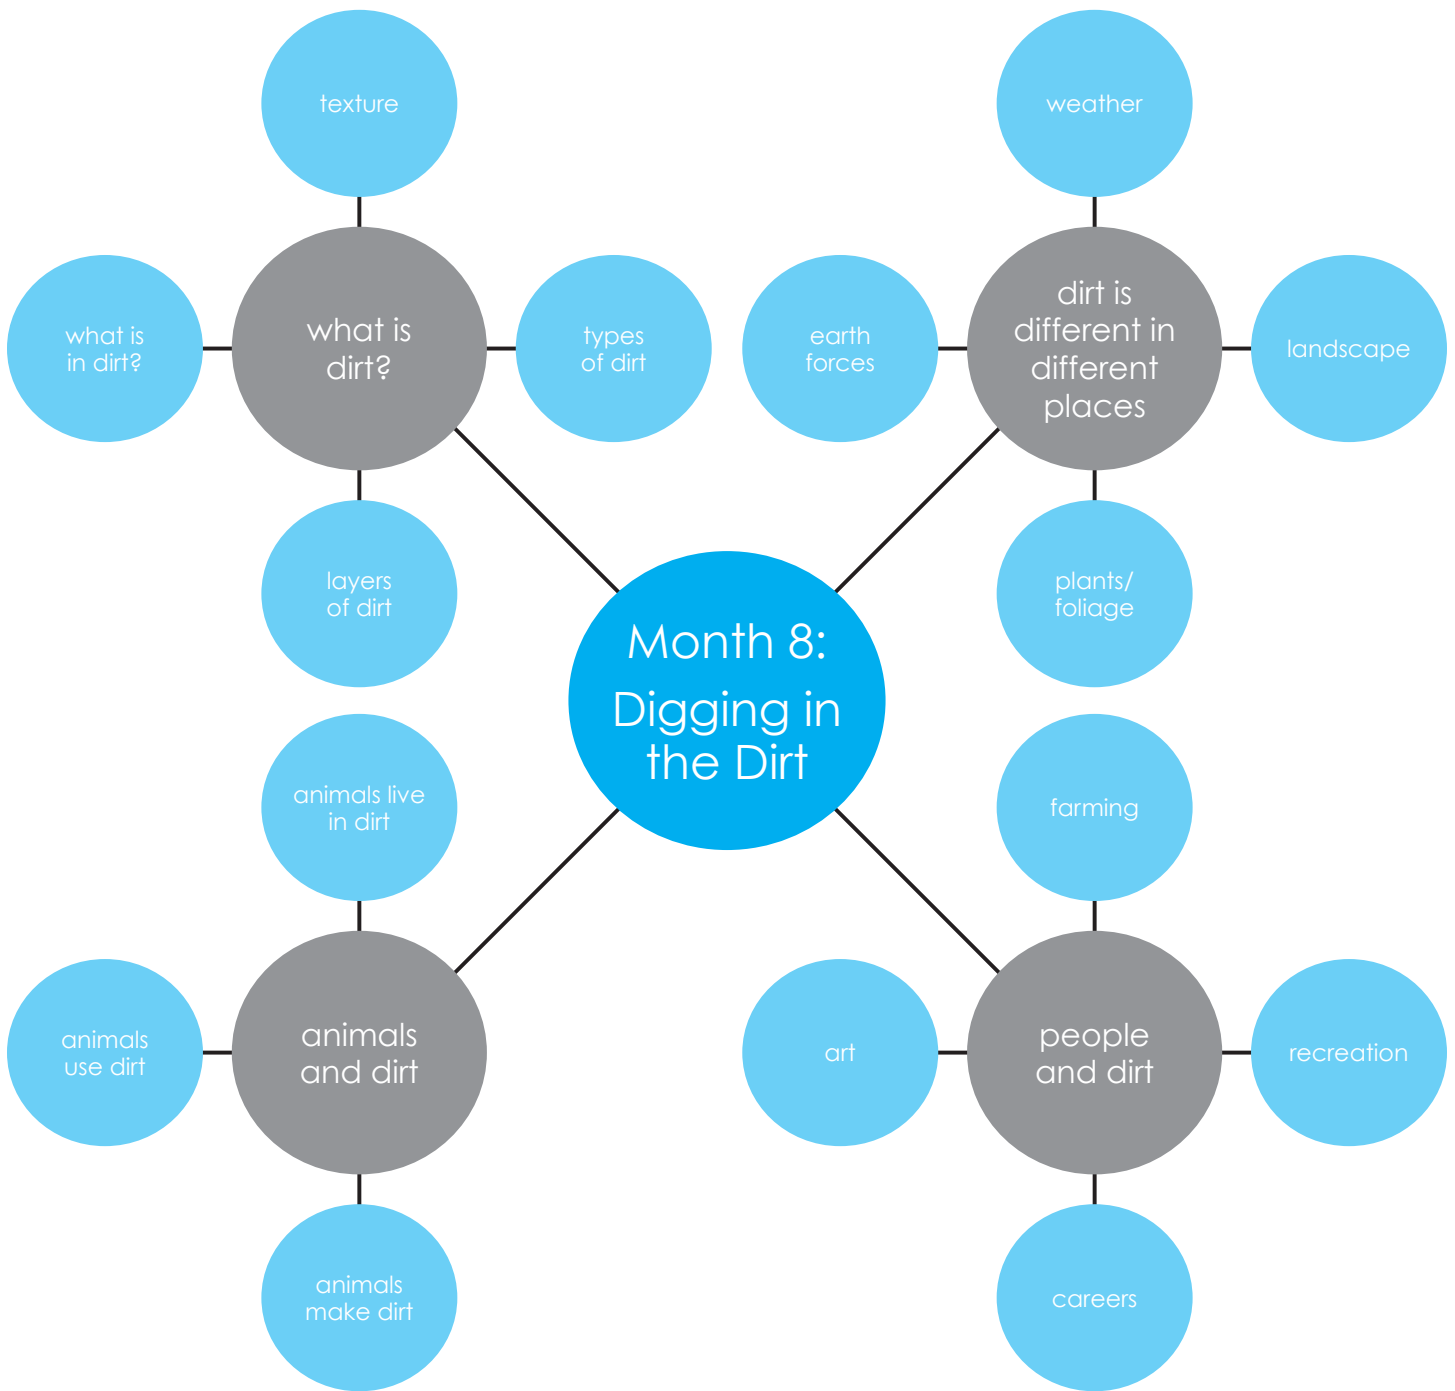 texture
what is
in dirt?
what is
dirt?
types
of dirt
layers
of dirt
weather
earth
forces
dirt is
different in
different
places
landscape
plants/
foliage
Month 8:
Digging in
the Dirt
animals live
in dirt
animals
use dirt
animals
and dirt
animals
make dirt
farming
art
people
and dirt
recreation
careers